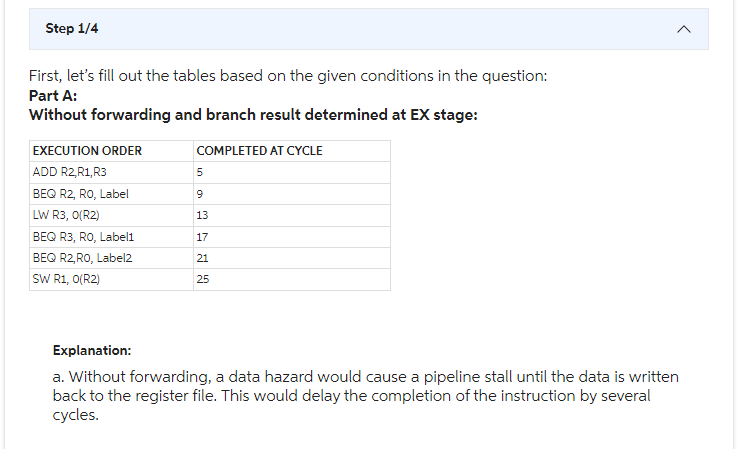 Step 1/4
First, let's fill out the tables based on the given conditions in the question:
Part A:
Without forwarding and branch result determined at EX stage:
EXECUTION ORDER COMPLETED AT CYCLE
ADD R2,R1,R3 5
BEQ R2, R0, Label 9
LW R3, 0(R2) 13
BEQ R3, R0, Label1 17
BEQ R2,R0, Label2 21
SW R1, 0(R2) 25
Explanation:
a. Without forwarding, a data hazard would cause a pipeline stall until the data is written
back to the register file. This would delay the completion of the instruction by several
cycles.